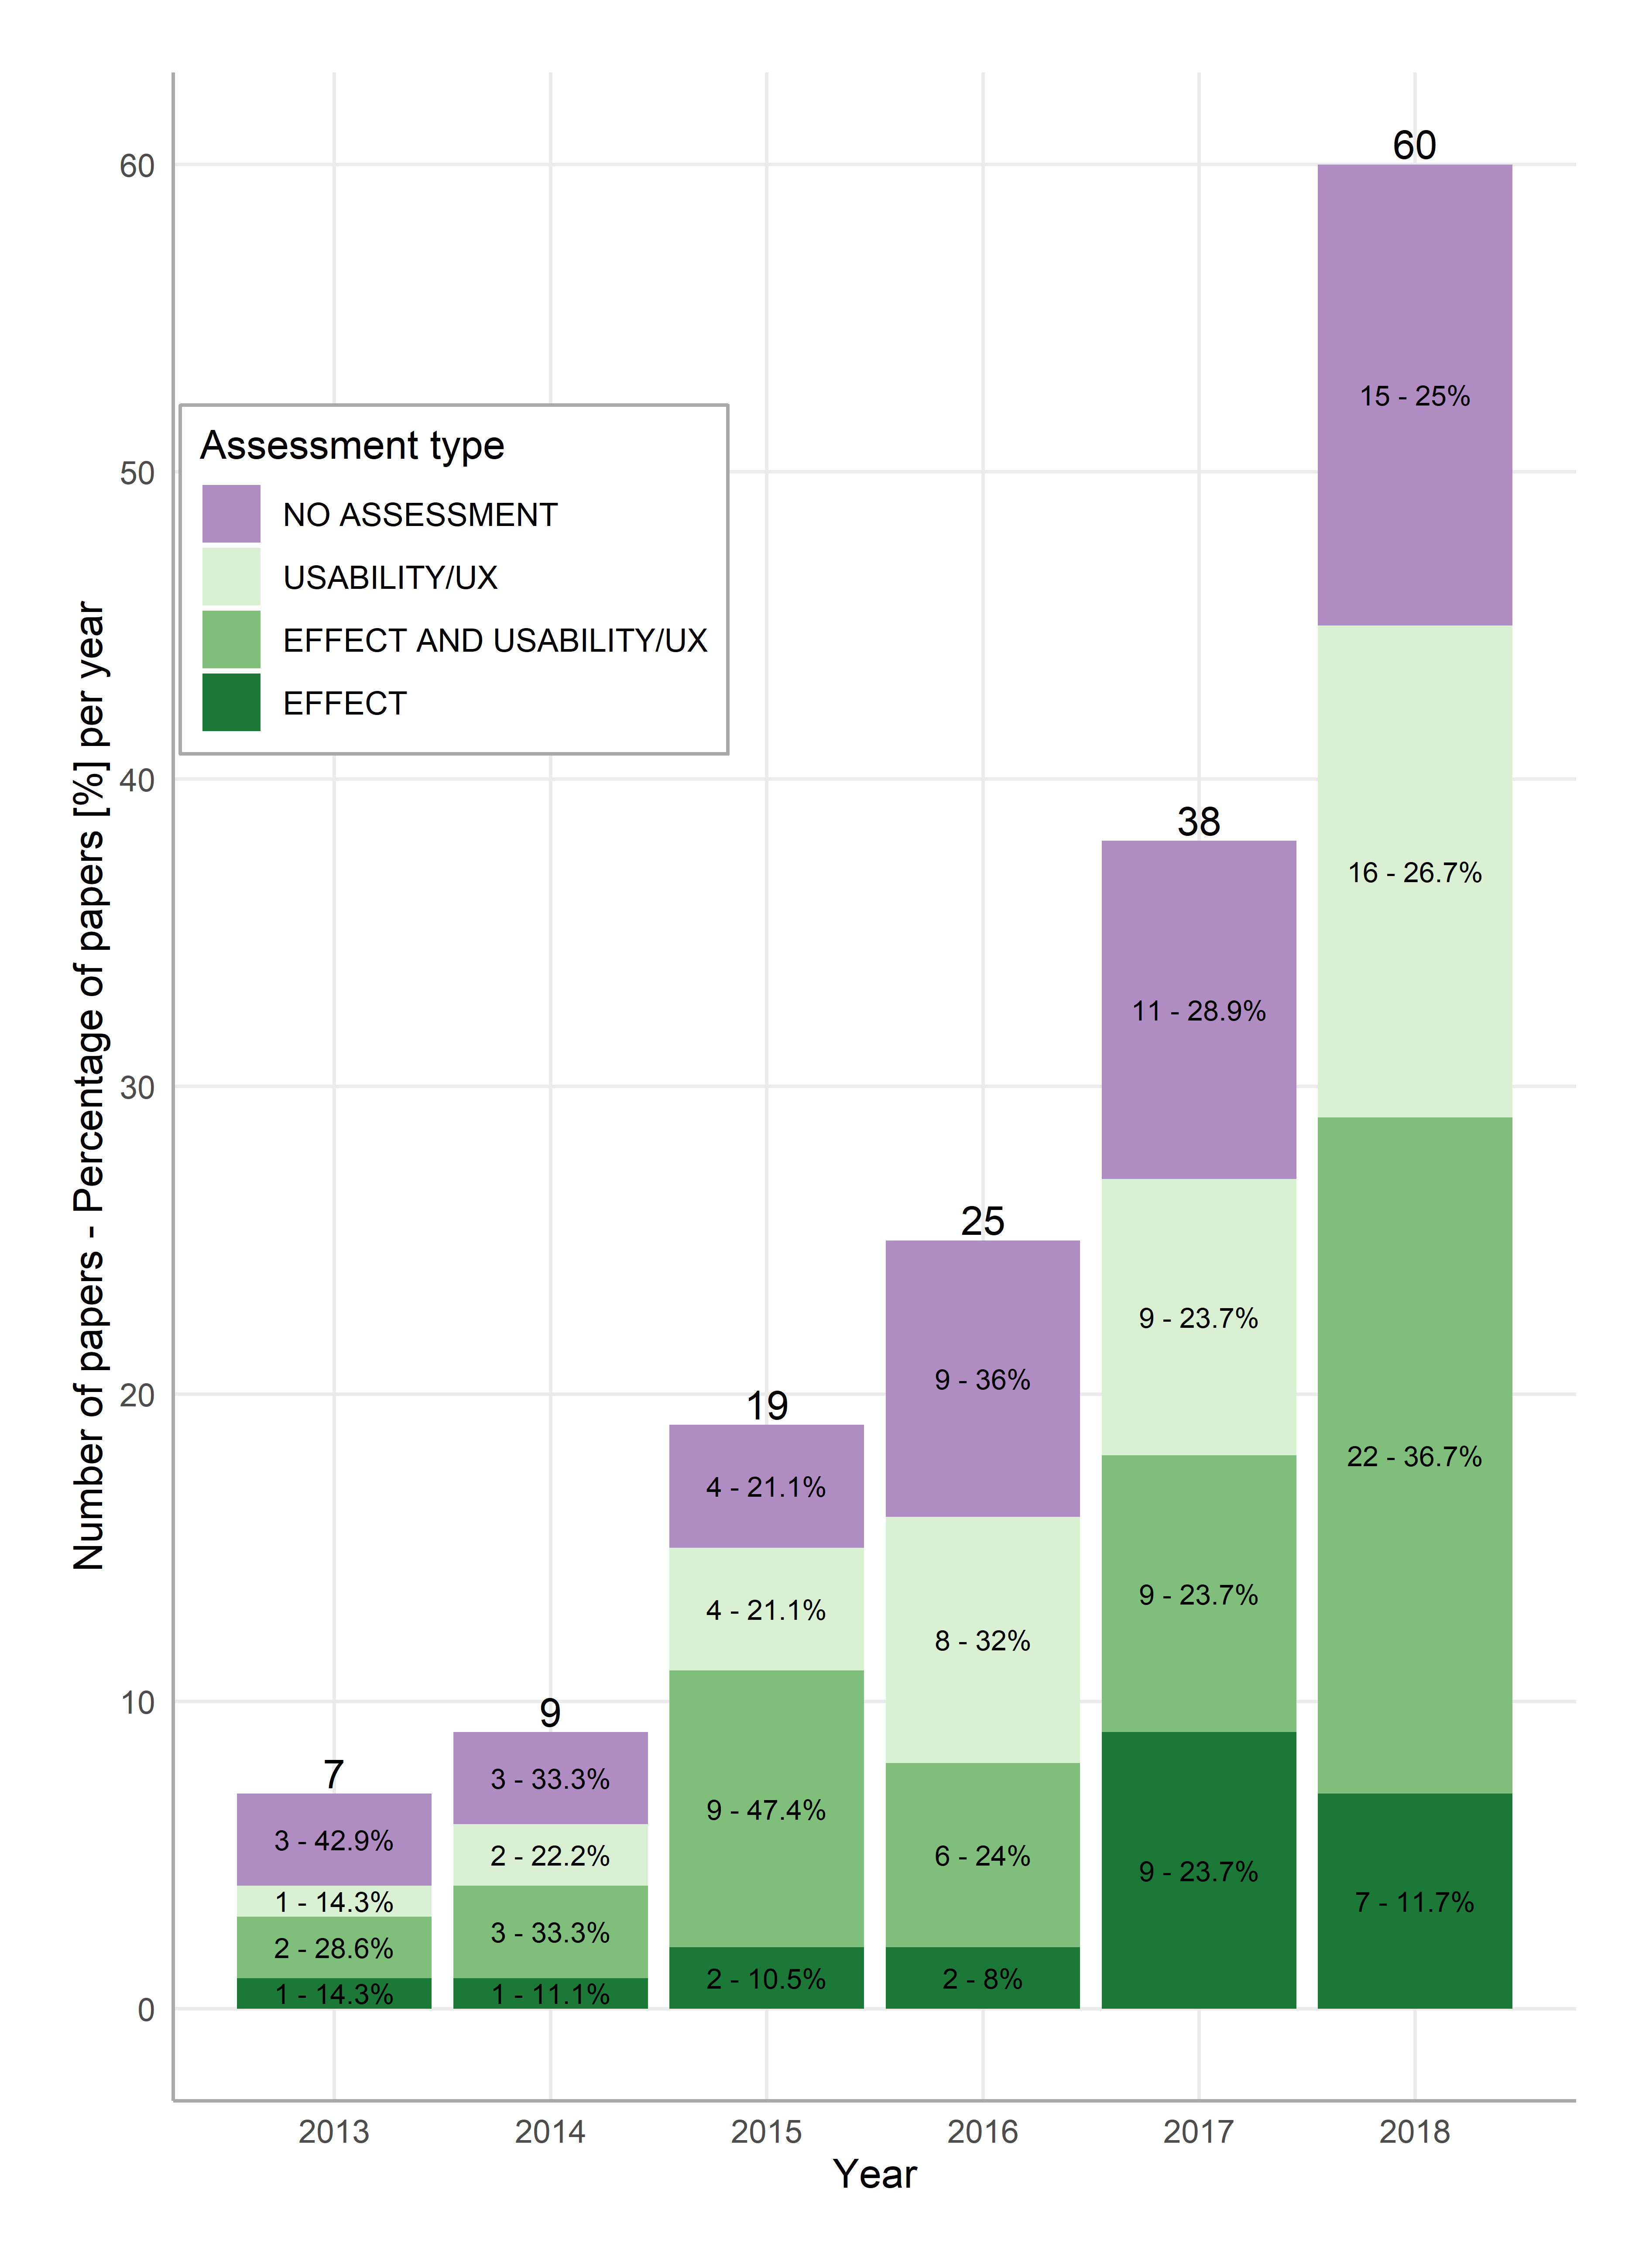 60
60
15 - 25%
Assessment type
NO ASSESSMENT
USABILITY/UX
EFFECT AND USABILITY/UX
EFFECT
50
40
30
20
10
0
Number of papers - Percentage of papers [%] per year
38
16 - 26.7%
11 - 28.9%
25
9 - 23.7%
9 - 36%
19
22 - 36.7%
4 - 21.1%
9 - 23.7%
4 - 21.1%
8 - 32%
9
7
3 - 33.3%
9 - 47.4%
3 - 42.9%
2 - 22.2%
6 - 24%
9 - 23.7%
1 - 14.3%
7 - 11.7%
3 - 33.3%
2 - 28.6%
2 - 10.5%
2 - 8%
1 - 14.3%
1 - 11.1%
2013
2014
2015
2016
2017
2018
Year